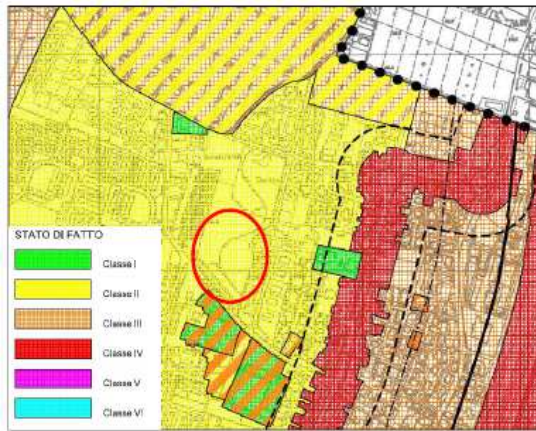 STATO DI FATTO
Classe I
Classe II
Classe III
Classe IV
Classe V
Classe VI